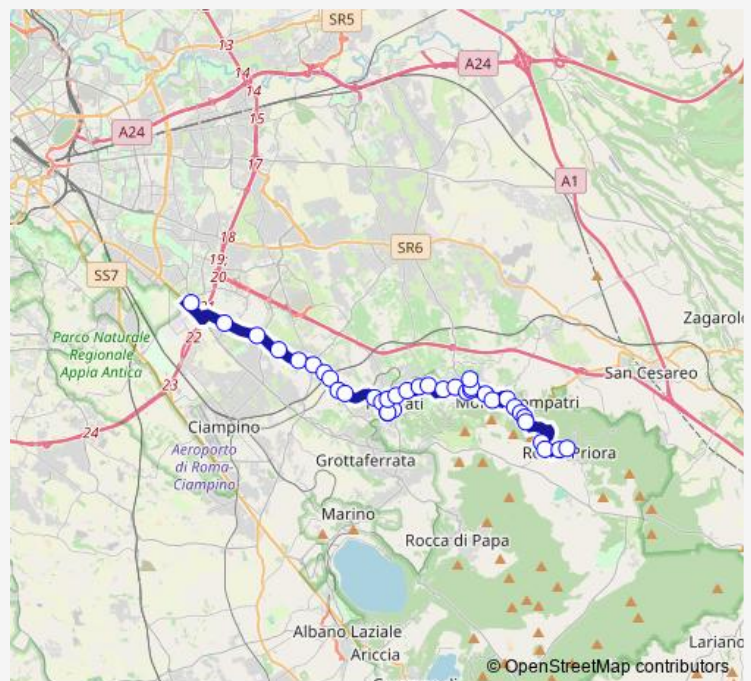 SR5
13
14
A24
14
15
A24
17
A1
18
SR6
19;
20
SS7
21
Zagarol
22
Parco Naturale
Regionale
Appia Antica
San Cesareo
23
24
Ciampino
Aeroporto
di Roma-
Ciampino
Grottaferrata
Marino
Rocca di Papa
Albano Laziale
Ariccia
Lariano
© OpenStreetMap contributors